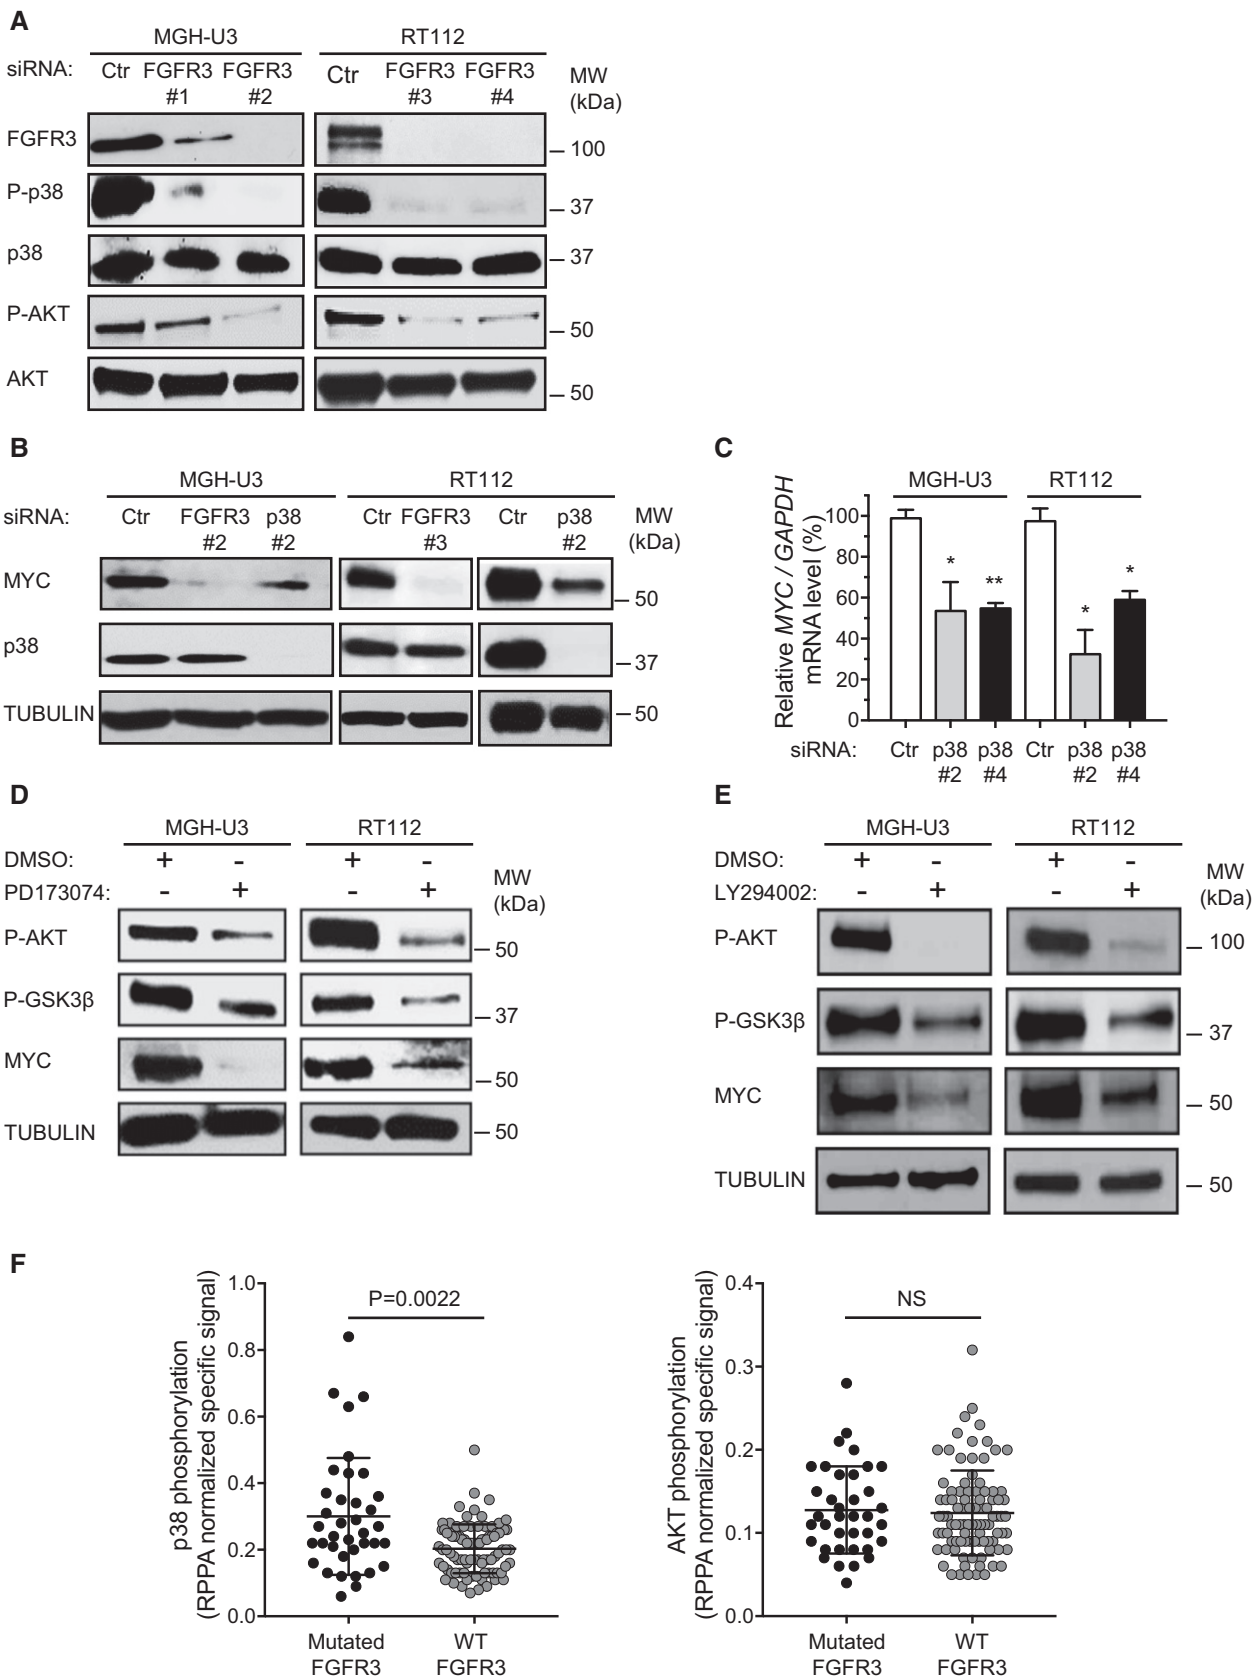 A
MGH-U3 RT112
siRNA: Ctr FGFR3 FGFR3 Ctr FGFR3 FGFR3 MW
#1 #2 #3 #4 (kDa)
FGFR3 100
P-p38 37
p38 37
P-AKT 50
AKT 50
B
MGH-U3 RT112
siRNA: Ctr FGFR3 p38 Ctr FGFR3 Ctr p38 MW
#2 #2 #3 #2 (kDa)
MYC 50
p38 37
TUBULIN 50
C
MGH-U3 RT112
Relative MYC / GAPDH
mRNA level (%)
100
80
60
40
20
0
* ** * *
siRNA: Ctr p38 p38 Ctr p38 p38
#2 #4 #2 #4
D
MGH-U3 RT112
DMSO: + - + - MW
PD173074: - + - + (kDa)
P-AKT 50
P-GSK3β 37
MYC 50
TUBULIN 50
E
MGH-U3 RT112
DMSO: + - + - MW
LY294002: - + - + (kDa)
P-AKT 100
P-GSK3β 37
MYC 50
TUBULIN 50
F
p38 phosphorylation
(RPPA normalized specific signal)
1.0
0.8
0.6
0.4
0.2
0.0
P=0.0022
Mutated WT
FGFR3 FGFR3
AKT phosphorylation
(RPPA normalized specific signal)
0.4
0.3
0.2
0.1
0.0
NS
Mutated WT
FGFR3 FGFR3